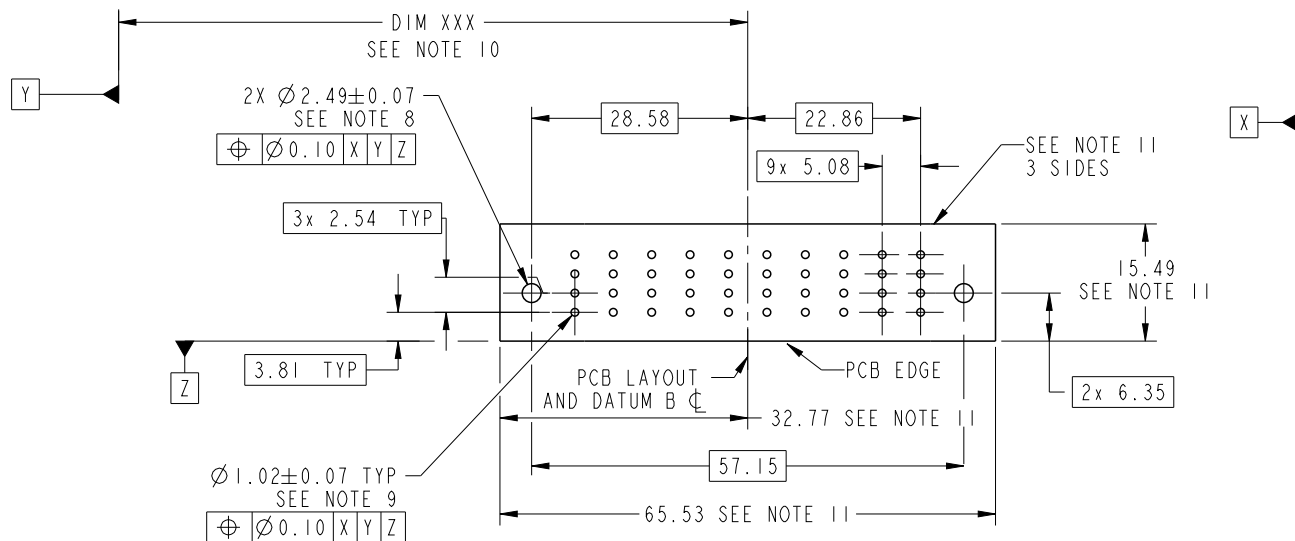 DIM XXX
SEE NOTE 10
Y
2X Ø2.49±0.07
SEE NOTE 8
⌖ Ø0.10 X Y Z
28.58
22.86
X
9x 5.08
SEE NOTE 11
3 SIDES
3x 2.54 TYP
15.49
SEE NOTE 11
3.81 TYP
Z
PCB LAYOUT
AND DATUM B ℄
PCB EDGE
2x 6.35
32.77 SEE NOTE 11
Ø1.02±0.07 TYP
SEE NOTE 9
⌖ Ø0.10 X Y Z
57.15
65.53 SEE NOTE 11